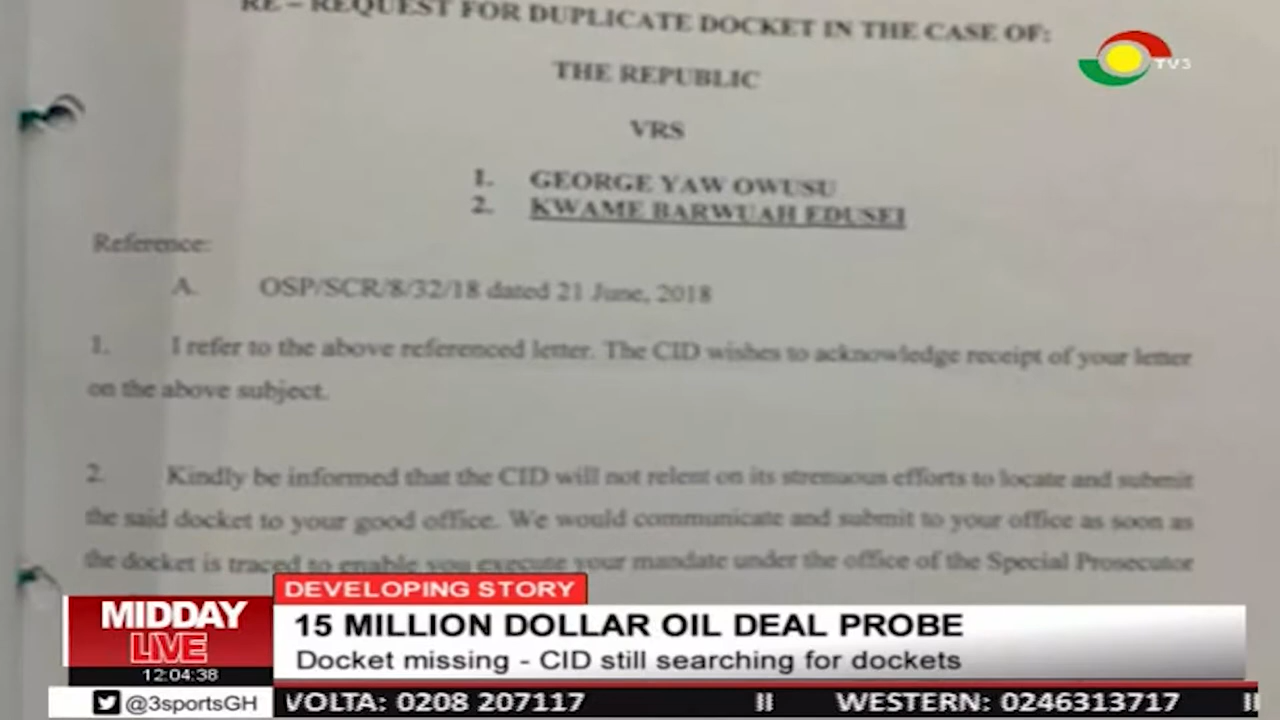 RE – REQUEST FOR DUPLICATE DOCKET IN THE CASE OF:
TV3
THE REPUBLIC
VRS
1. GEORGE YAW OWUSU
2. KWAME BARWUAH EDUSEI
Reference:
A. OSP/SCR/8/32/18 dated 21 June, 2018
1. I refer to the above referenced letter. The CID wishes to acknowledge receipt of your letter
on the above subject.
2. Kindly be informed that the CID will not relent on its strenuous efforts to locate and submit
the said docket to your good office. We would communicate and submit to your office as soon as
the docket is traced to enable you execute your mandate under the office of the Special Prosecutor
DEVELOPING STORY
MIDDAY
LIVE
12:04:38
15 MILLION DOLLAR OIL DEAL PROBE
Docket missing - CID still searching for dockets
@3sportsGH
VOLTA: 0208 207117 || WESTERN: 0246313717 ||